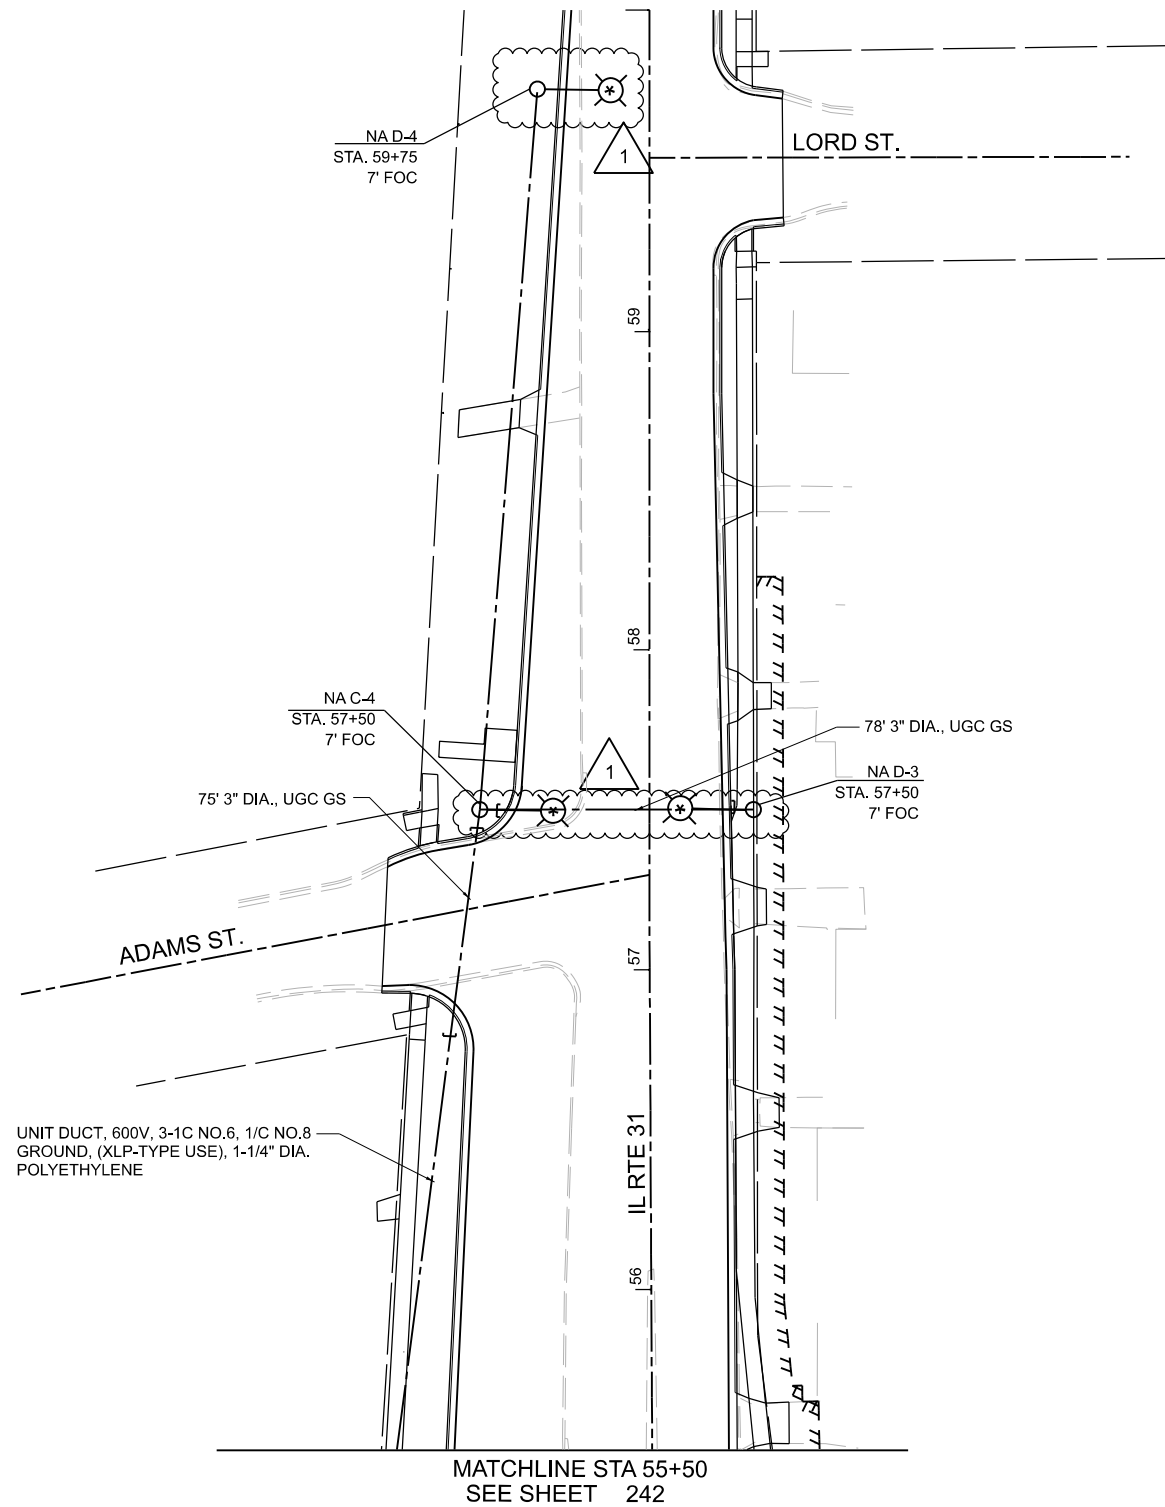 NA D-4
STA. 59+75
7' FOC
*
1
LORD ST.
59
58
NA C-4
STA. 57+50
7' FOC
78' 3" DIA., UGC GS
1
NA D-3
STA. 57+50
7' FOC
75' 3" DIA., UGC GS
*
*
ADAMS ST.
57
UNIT DUCT, 600V, 3-1C NO.6, 1/C NO.8
GROUND, (XLP-TYPE USE), 1-1/4" DIA.
POLYETHYLENE
IL RTE 31
56
MATCHLINE STA 55+50
SEE SHEET 242